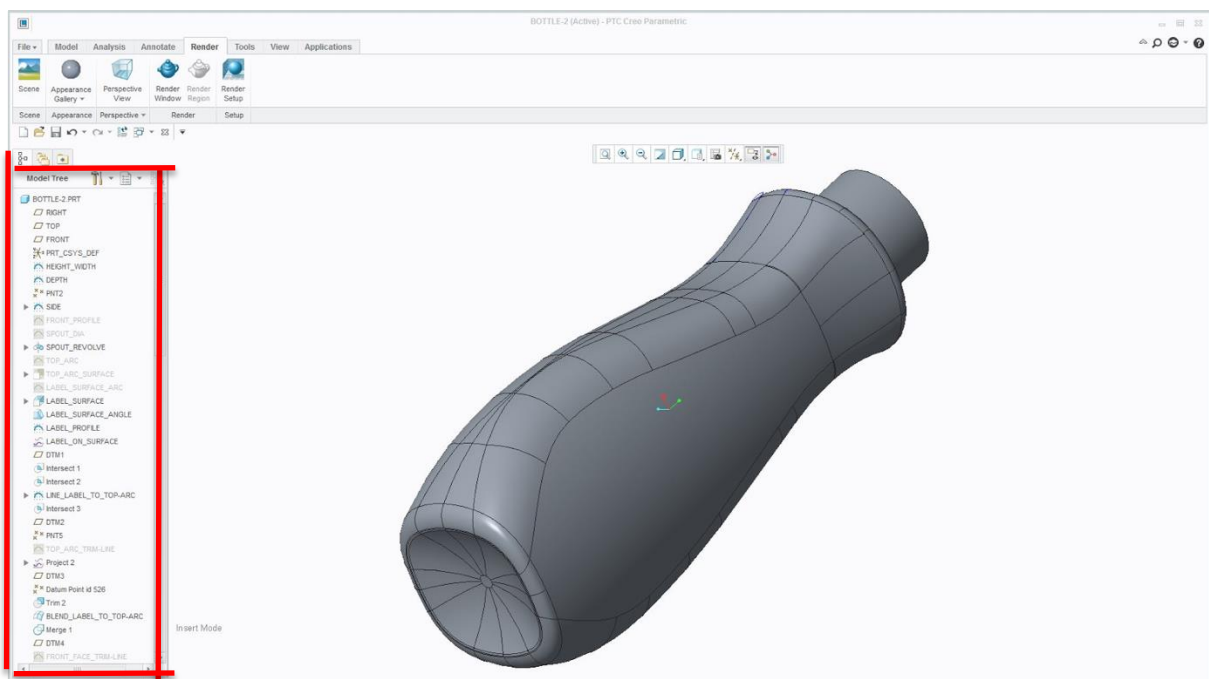 BOTTLE-2 (Active) - PTC Creo Parametric
File Model Analysis Annotate Render Tools View Applications
Scene Appearance Gallery Perspective View Render Window Render Region Render Setup
Scene Appearance Perspective Render Setup
Model Tree
BOTTLE-2.PRT
RIGHT
TOP
FRONT
PRT_CSYS_DEF
HEIGHT_WIDTH
DEPTH
PNT2
SIDE
FRONT_PROFILE
SPOUT_DIA
SPOUT_REVOLVE
TOP_ARC
TOP_ARC_SURFACE
LABEL_SURFACE_ARC
LABEL_SURFACE
LABEL_SURFACE_ANGLE
LABEL_PROFILE
LABEL_ON_SURFACE
DTM1
Intersect 1
Intersect 2
LINE_LABEL_TO_TOP-ARC
Intersect 3
DTM2
PNT5
TOP_ARC_TRIM-LINE
Project 2
DTM3
Datum Point id 526
Trim 2
BLEND_LABEL_TO_TOP-ARC
Merge 1
Insert Mode
DTM4
FRONT_FACE_TRIM-LINE